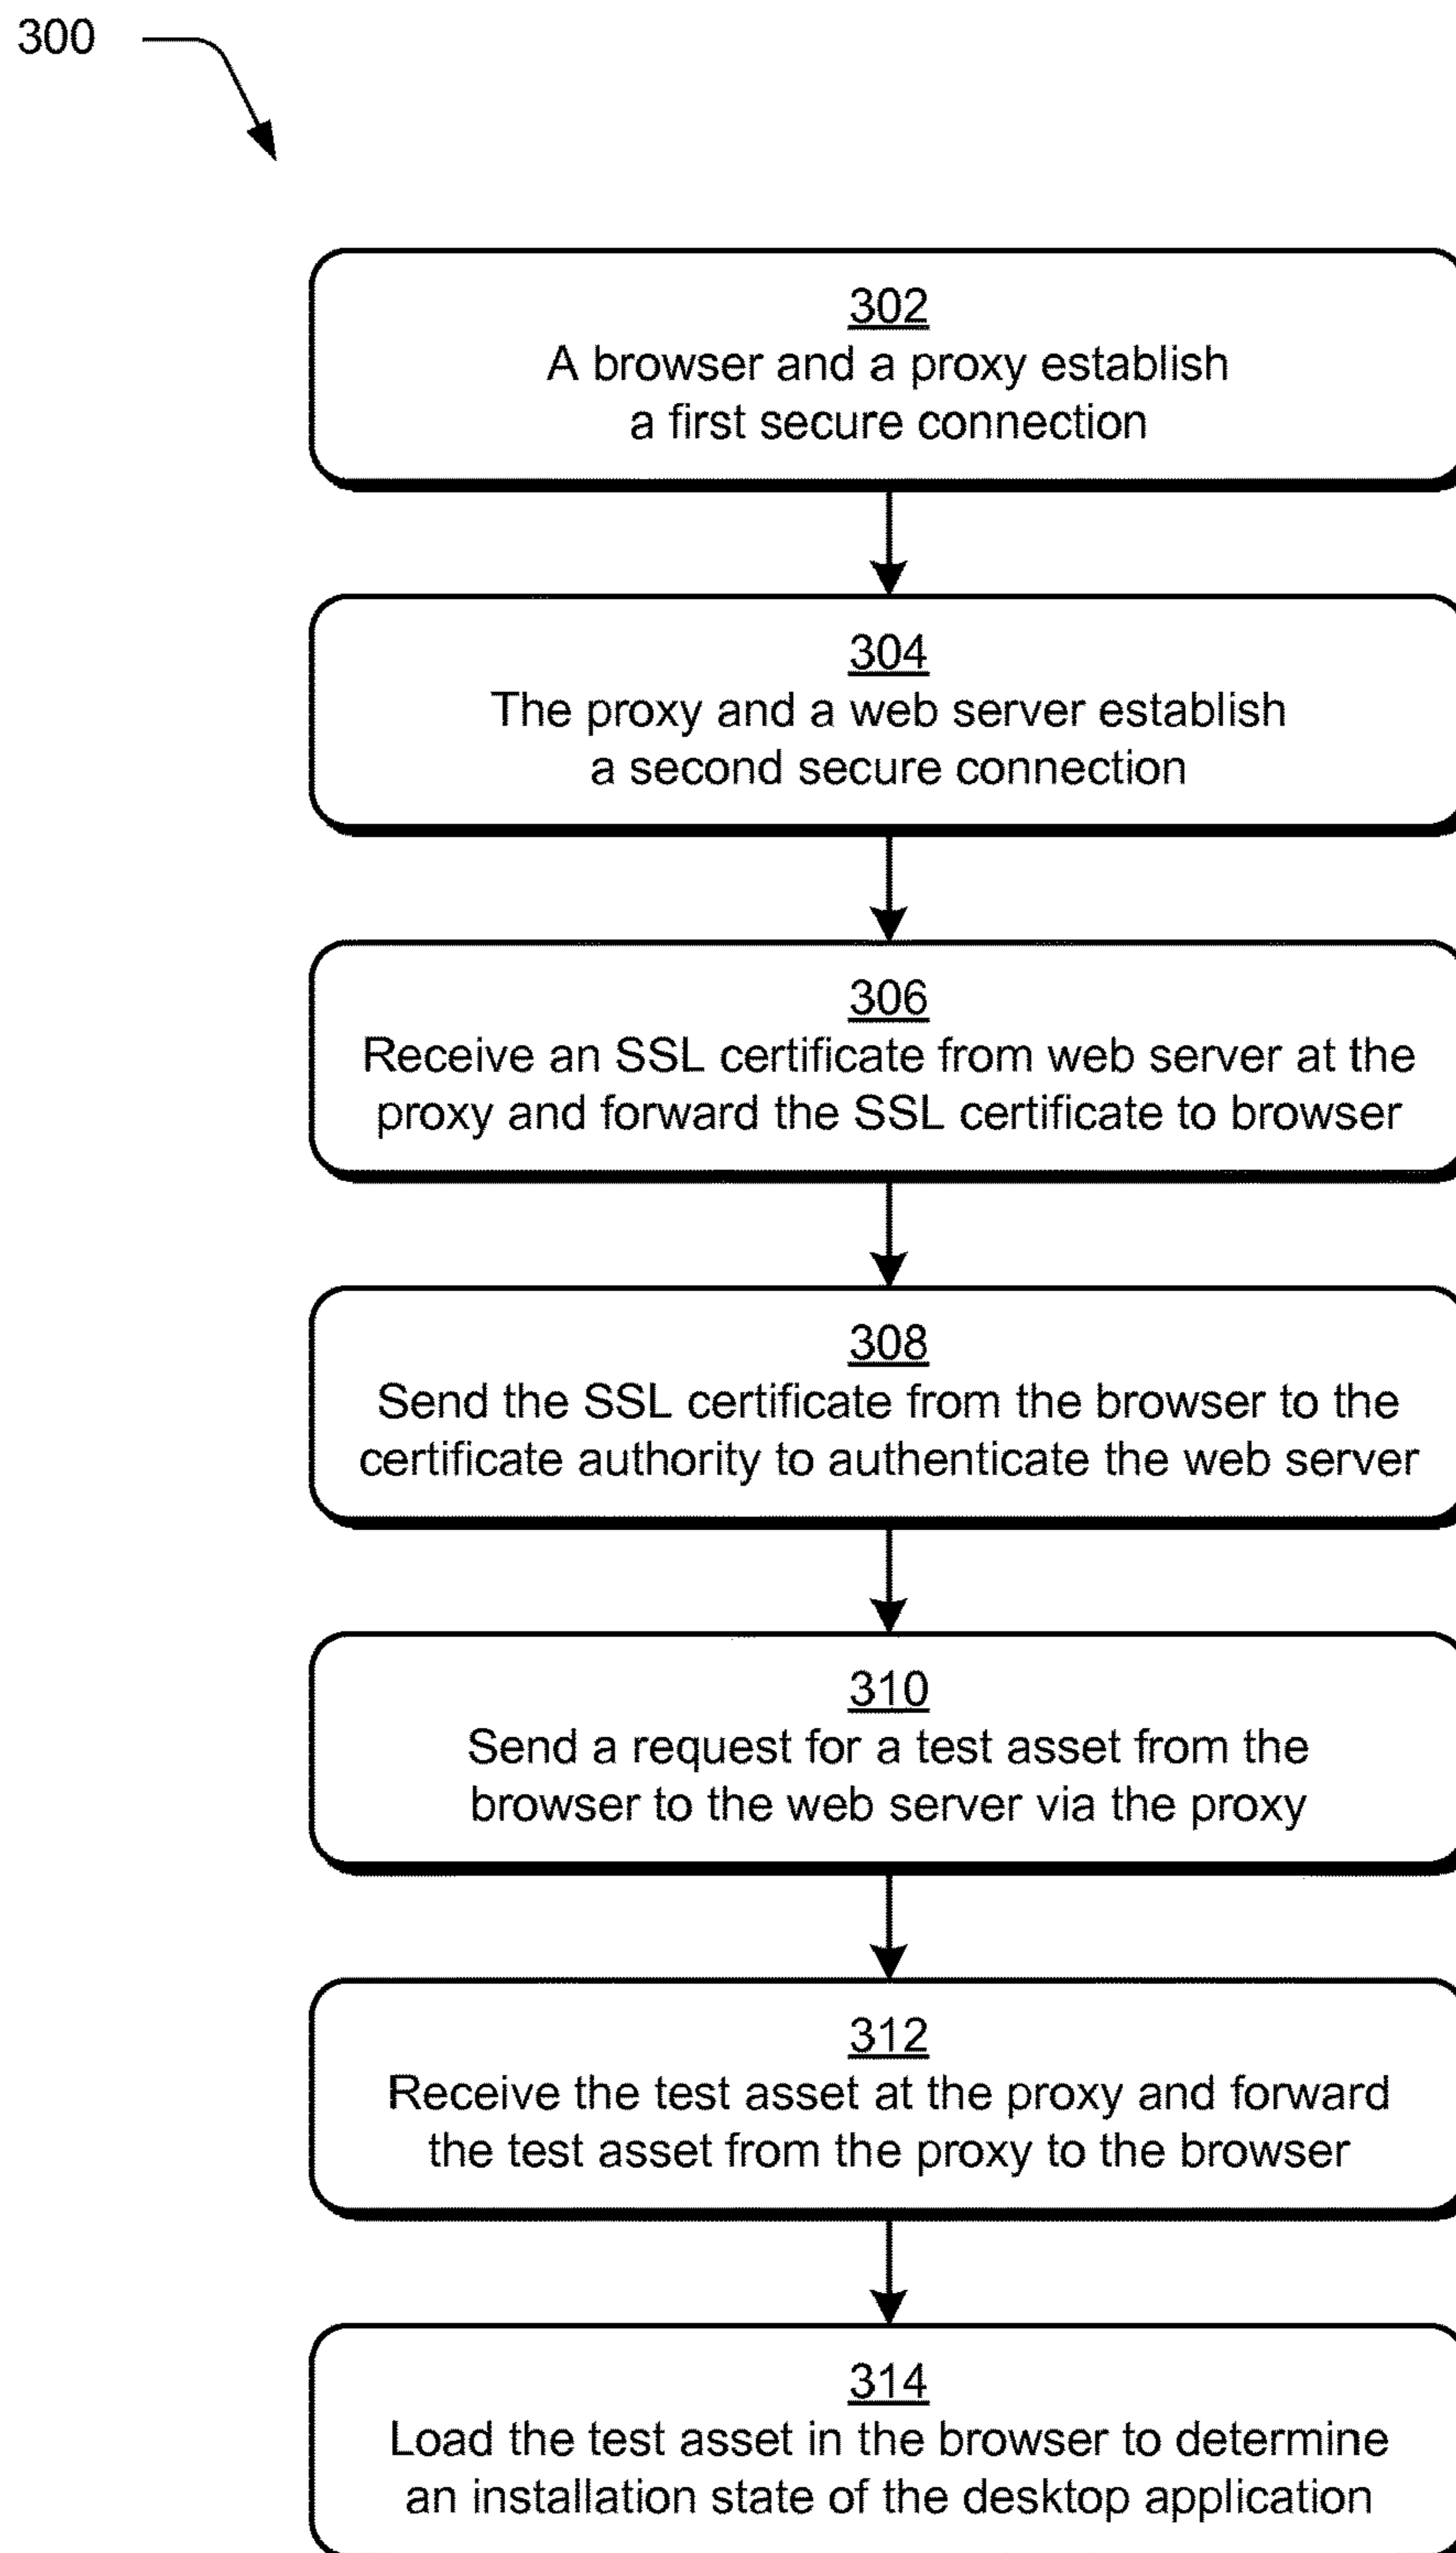 300
302
A browser and a proxy establish
a first secure connection
304
The proxy and a web server establish
a second secure connection
306
Receive an SSL certificate from web server at the
proxy and forward the SSL certificate to browser
308
Send the SSL certificate from the browser to the
certificate authority to authenticate the web server
310
Send a request for a test asset from the
browser to the web server via the proxy
312
Receive the test asset at the proxy and forward
the test asset from the proxy to the browser
314
Load the test asset in the browser to determine
an installation state of the desktop application